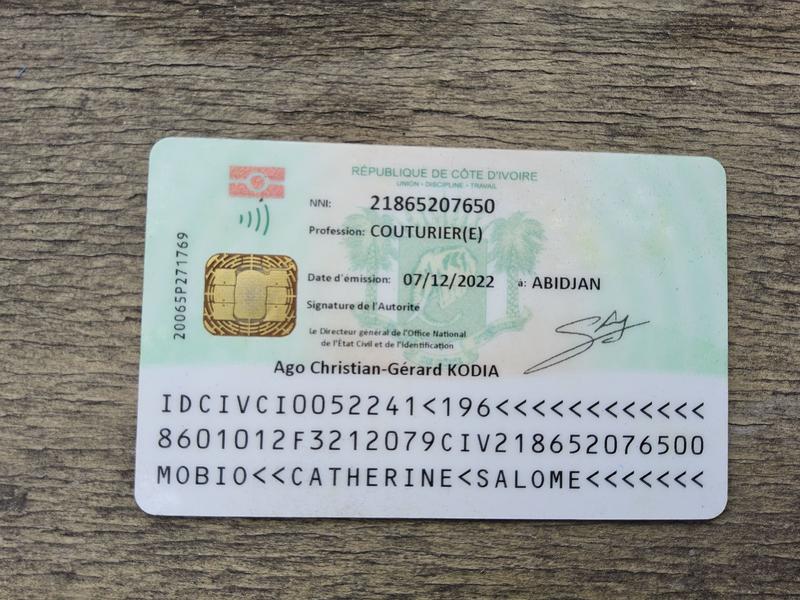 RÉPUBLIQUE DE CÔTE D'IVOIRE
UNION - DISCIPLINE - TRAVAIL
NNI: 21865207650
Profession: COUTURIER(E)
Date d'émission: 07/12/2022 à: ABIDJAN
Signature de l'Autorité
Le Directeur général de l'Office National
de l'État Civil et de l'Identification
Ago Christian-Gérard KODIA
20065P271769
IDCIVCI0052241<196<<<<<<<<<<<<
8601012F3212079CIV218652076500
MOBIO<<CATHERINE<SALOME<<<<<<<